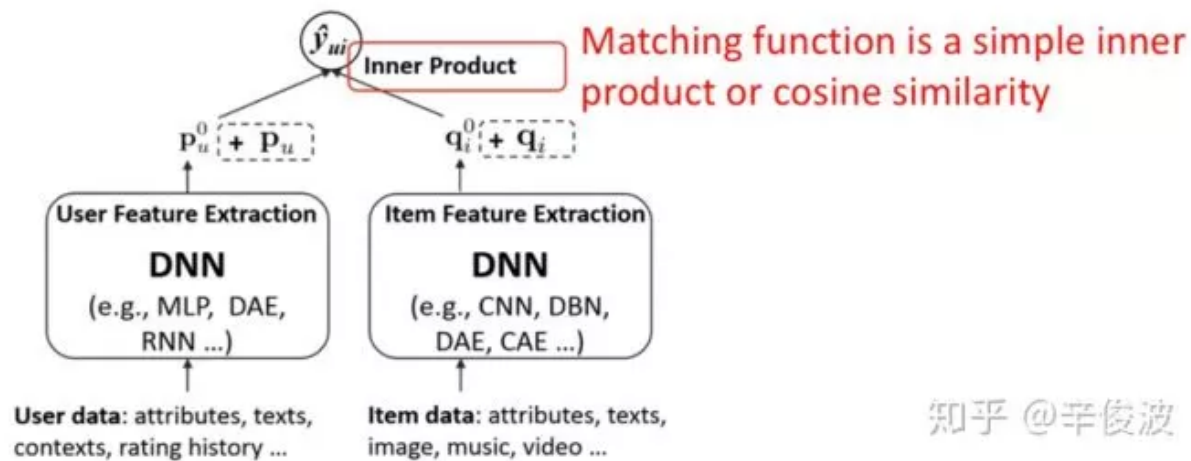 ŷui
Inner Product
Matching function is a simple inner
product or cosine similarity
p⁰u + pu
q⁰i + qi
User Feature Extraction
DNN
(e.g., MLP, DAE,
RNN ...)
Item Feature Extraction
DNN
(e.g., CNN, DBN,
DAE, CAE ...)
User data: attributes, texts,
contexts, rating history ...
Item data: attributes, texts,
image, music, video ...
知乎 @辛俊波